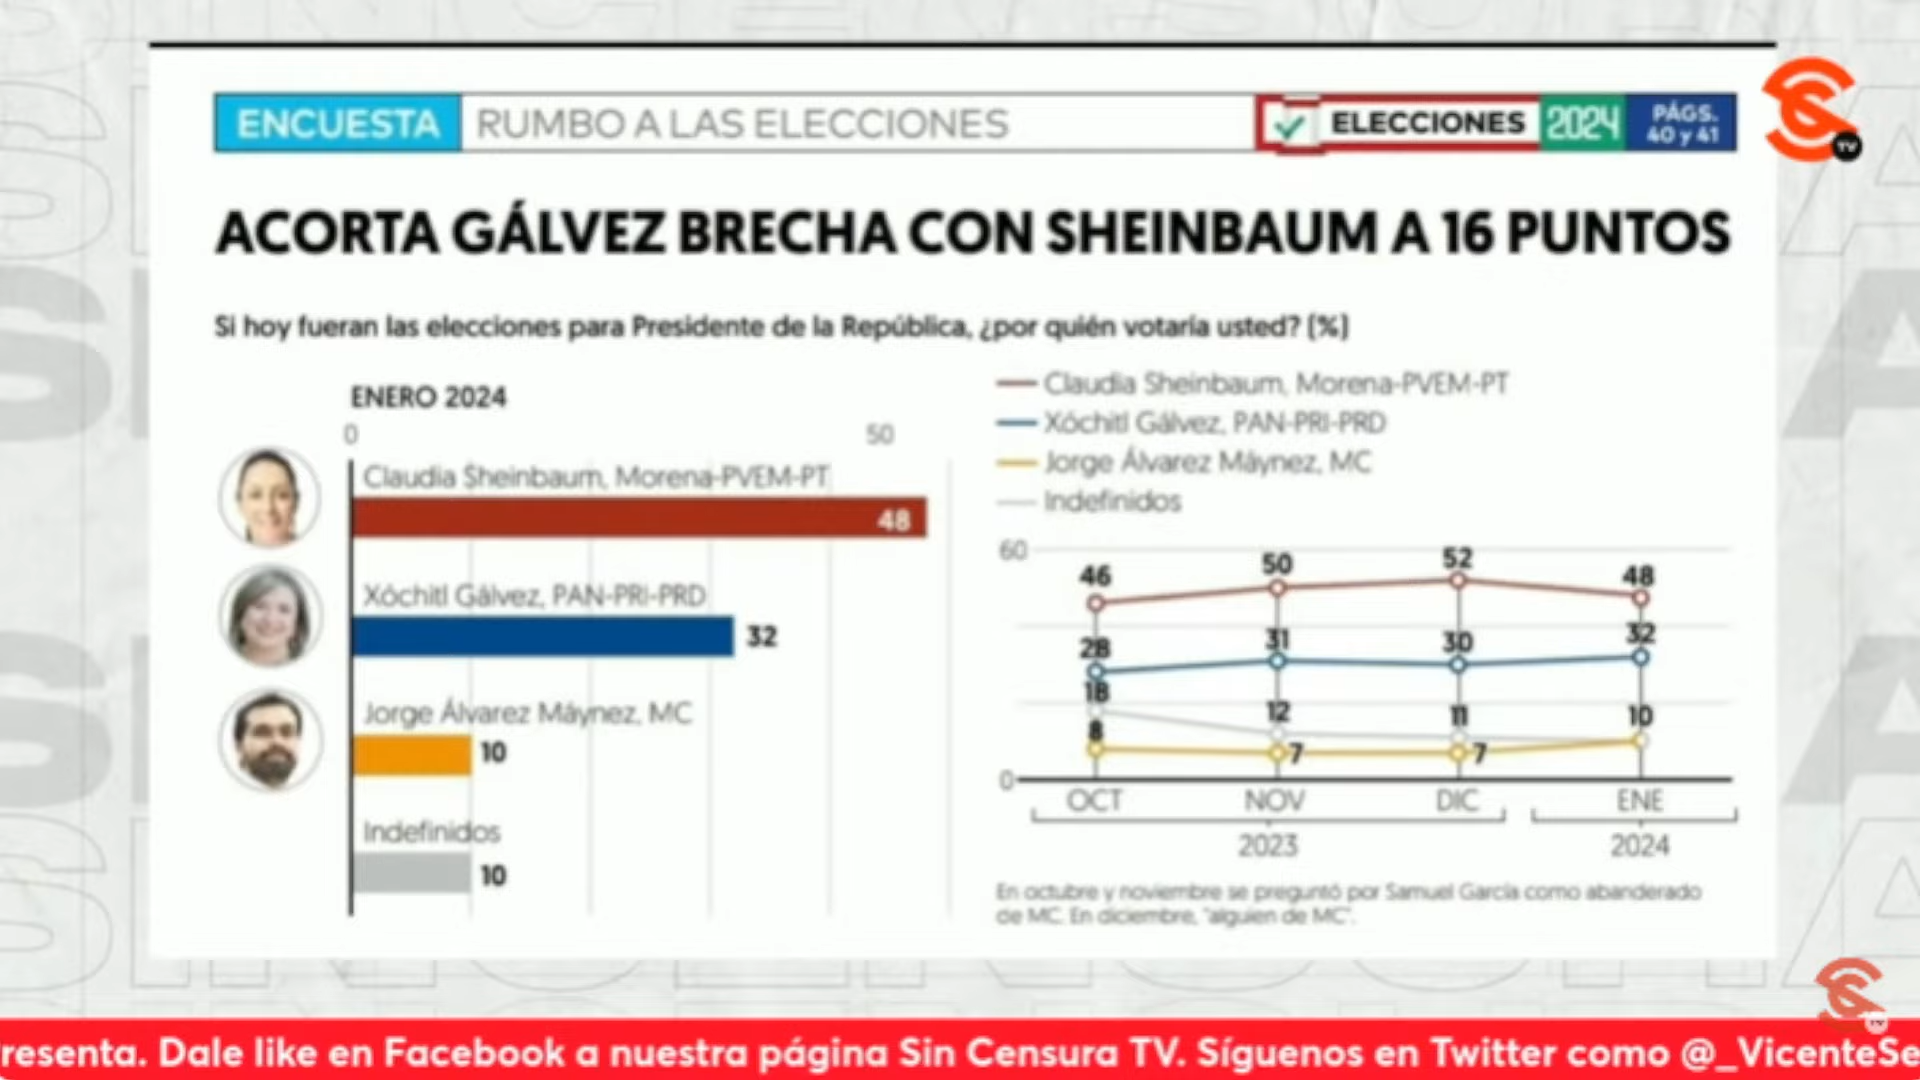 ENCUESTA RUMBO A LAS ELECCIONES
ELECCIONES 2024 PÁGS.
40 y 41
TV
ACORTA GÁLVEZ BRECHA CON SHEINBAUM A 16 PUNTOS
Si hoy fueran las elecciones para Presidente de la República, ¿por quién votaría usted? (%)
ENERO 2024
0 50
Claudia Sheinbaum, Morena-PVEM-PT
48
Xóchitl Gálvez, PAN-PRI-PRD
32
Jorge Álvarez Máynez, MC
10
Indefinidos
10
Claudia Sheinbaum, Morena-PVEM-PT
Xóchitl Gálvez, PAN-PRI-PRD
Jorge Álvarez Máynez, MC
Indefinidos
60
46 50 52 48
28 31 30 32
18 12 11 10
8 7 7
0
OCT NOV DIC ENE
2023 2024
En octubre y noviembre se preguntó por Samuel García como abanderado
de MC. En diciembre, "alguien de MC".
resenta. Dale like en Facebook a nuestra página Sin Censura TV. Síguenos en Twitter como @_VicenteSe